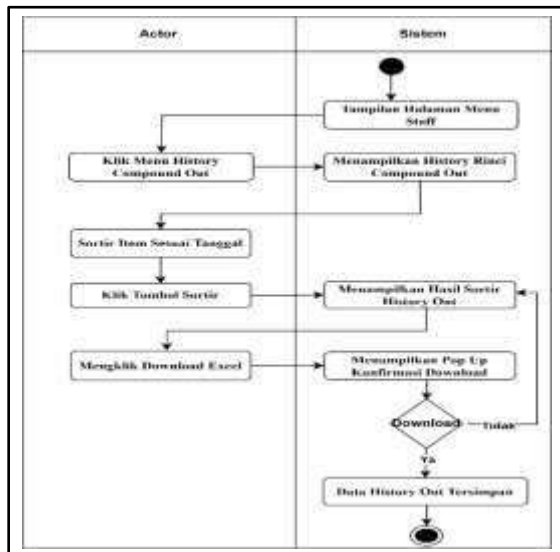 Actor
Sistem
Tampilan Halaman Menu
Staff
Klik Menu History
Compound Out
Menampilkan History Rinci
Compound Out
Sortir Item Sesuai Tanggal
Klik Tombol Sortir
Menampilkan Hasil Sortir
History Out
Mengklik Download Excel
Menampilkan Pop Up
Konfirmasi Download
Download
Tidak
Ya
Data History Out Tersimpan